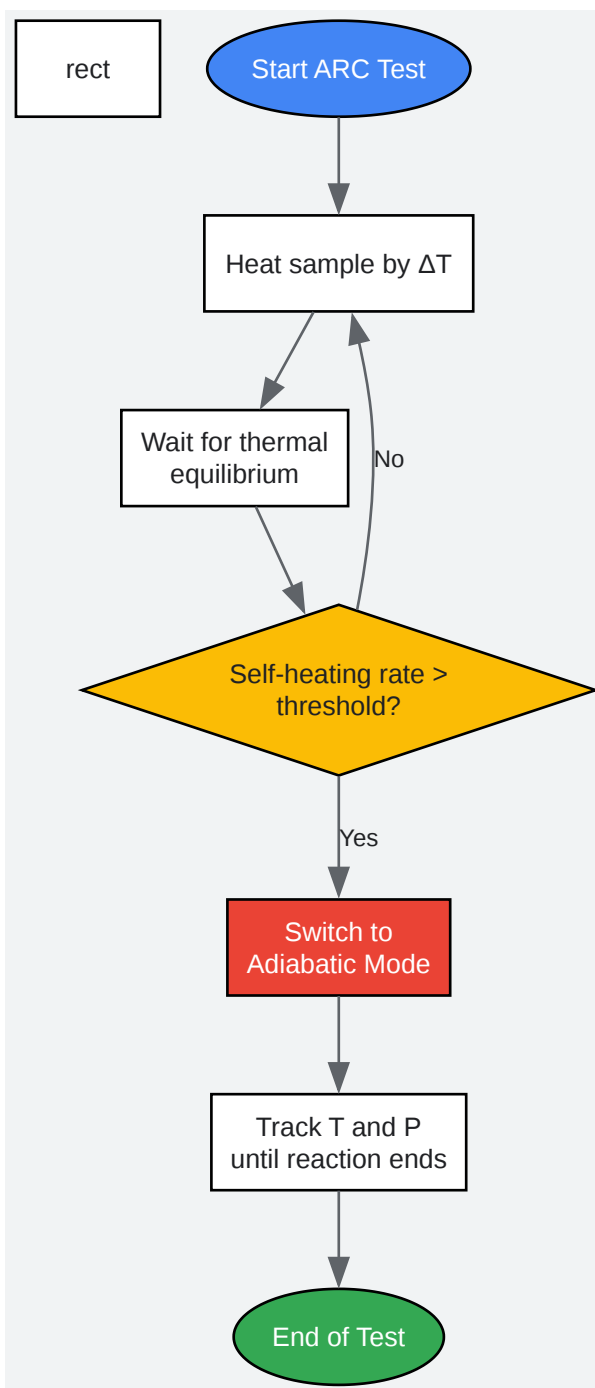 rect
Start ARC Test
Heat sample by ΔT
Wait for thermal
equilibrium
No
Self-heating rate >
threshold?
Yes
Switch to
Adiabatic Mode
Track T and P
until reaction ends
End of Test